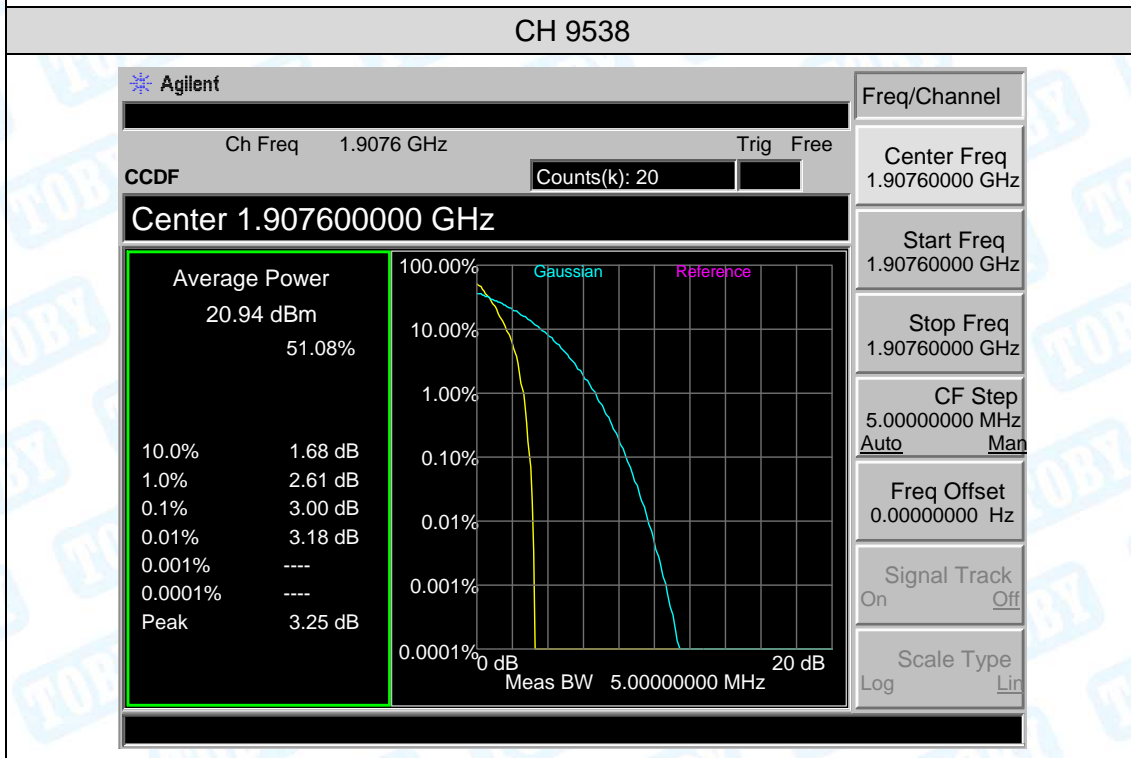 CH 9538
Agilent
Freq/Channel
Ch Freq 1.9076 GHz Trig Free
CCDF
Counts(k): 20
Center 1.907600000 GHz
Average Power
20.94 dBm
51.08%
10.0% 1.68 dB
1.0% 2.61 dB
0.1% 3.00 dB
0.01% 3.18 dB
0.001% ----
0.0001% ----
Peak 3.25 dB
Gaussian Reference
100.00%
10.00%
1.00%
0.10%
0.01%
0.001%
0.0001%
0 dB 20 dB
Meas BW 5.00000000 MHz
Center Freq
1.90760000 GHz
Start Freq
1.90760000 GHz
Stop Freq
1.90760000 GHz
CF Step
5.00000000 MHz
Auto Man
Freq Offset
0.00000000 Hz
Signal Track
On Off
Scale Type
Log Lin
TOBY